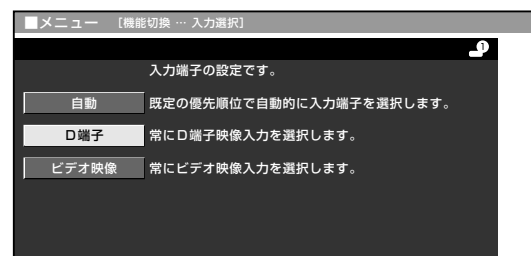 ■メニュー [機能切換 … 入力選択]
1
入力端子の設定です。
自動 既定の優先順位で自動的に入力端子を選択します。
D端子 常にD端子映像入力を選択します。
ビデオ映像 常にビデオ映像入力を選択します。